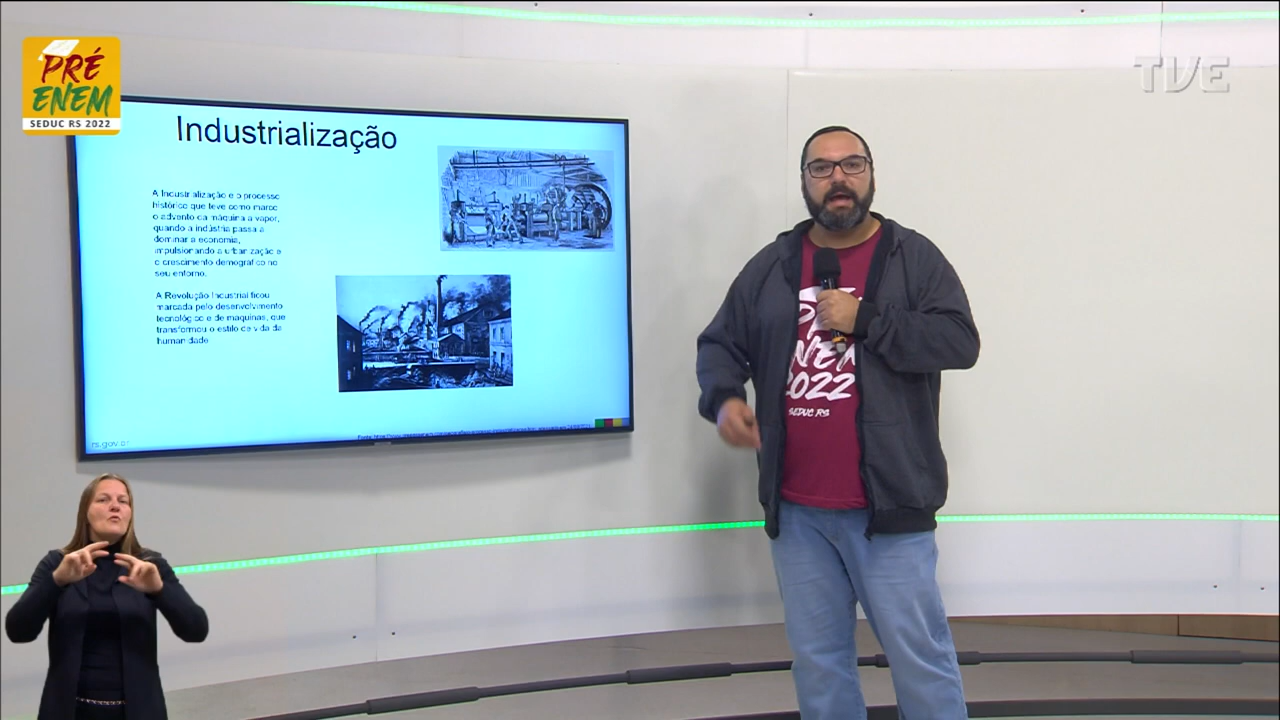 PRÉ
ENEM
SEDUC RS 2022
TVE
Industrialização
A Industrialização é o processo
histórico que teve como marco
o advento da máquina a vapor,
quando a indústria passa a
dominar a economia,
impulsionando a urbanização e
o crescimento demográfico no
seu entorno.
A Revolução Industrial ficou
marcada pelo desenvolvimento
tecnológico e de máquinas, que
transformou o estilo de vida da
humanidade
rs.gov.br
2022
SEDUC RS